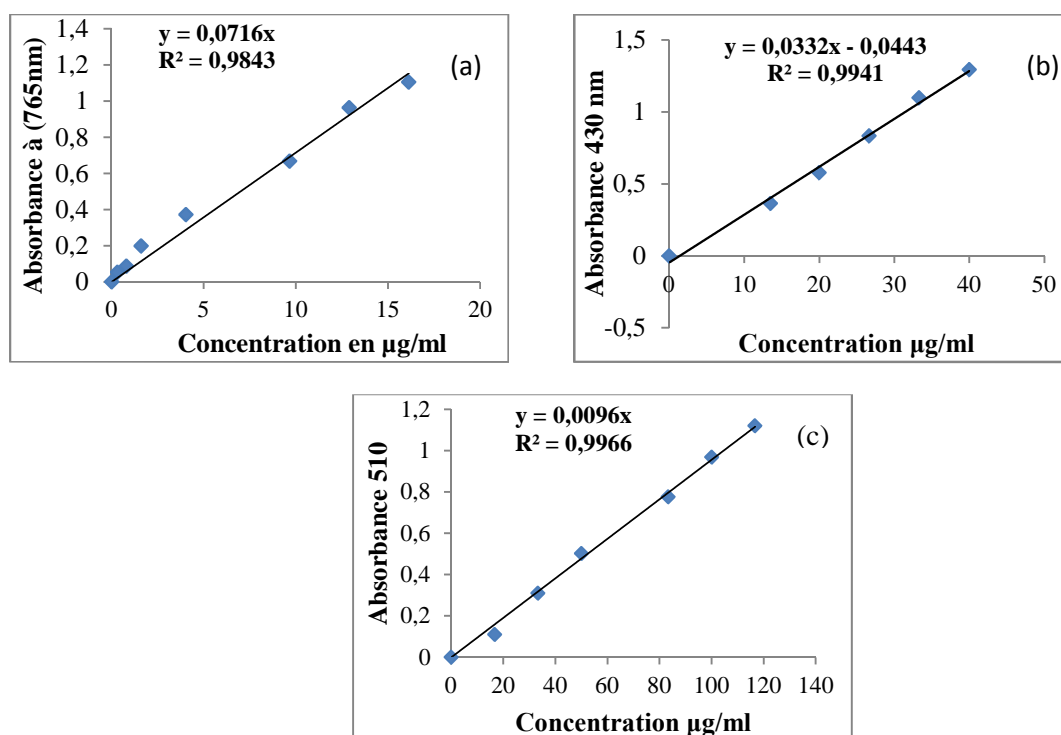 y = 0,0716x
R² = 0,9843
(a)
Absorbance à (765nm)
1,4
1,2
1
0,8
0,6
0,4
0,2
0
0 5 10 15 20
Concentration en µg/ml
y = 0,0332x - 0,0443
R² = 0,9941
(b)
Absorbance 430 nm
1,5
1
0,5
0
-0,5
0 10 20 30 40 50
Concentration µg/ml
y = 0,0096x
R² = 0,9966
(c)
Absorbance 510
1,2
1
0,8
0,6
0,4
0,2
0
0 20 40 60 80 100 120 140
Concentration µg/ml